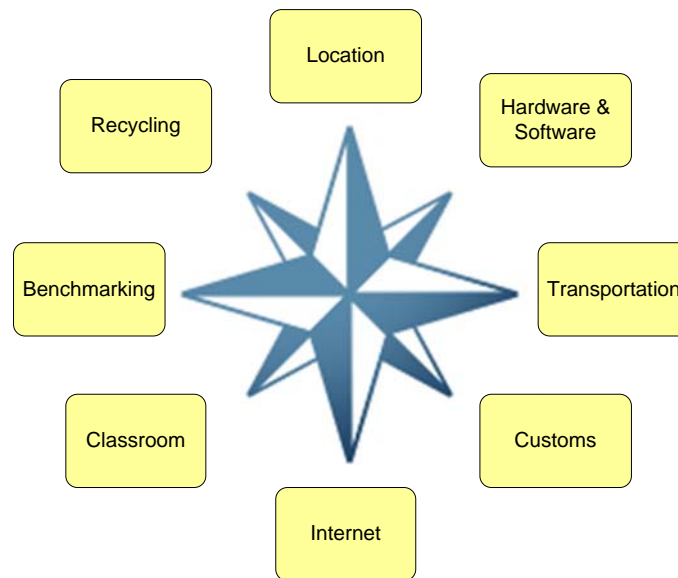 Location
Hardware &
Software
Recycling
Benchmarking
Transportation
Classroom
Customs
Internet